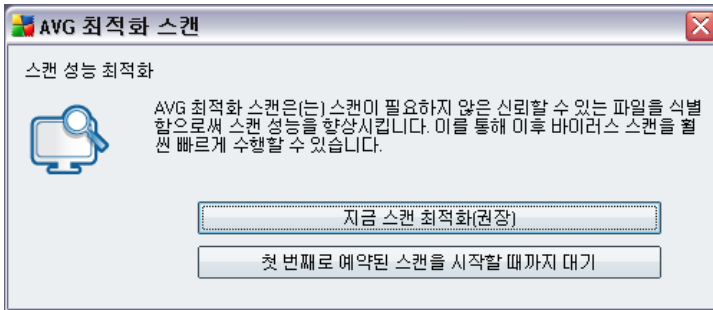 AVG 최적화 스캔
스캔 성능 최적화
AVG 최적화 스캔은(는) 스캔이 필요하지 않은 신뢰할 수 있는 파일을 식별
함으로써 스캔 성능을 향상시킵니다. 이를 통해 이후 바이러스 스캔을 훨
씬 빠르게 수행할 수 있습니다.
지금 스캔 최적화(권장)
첫 번째로 예약된 스캔을 시작할 때까지 대기